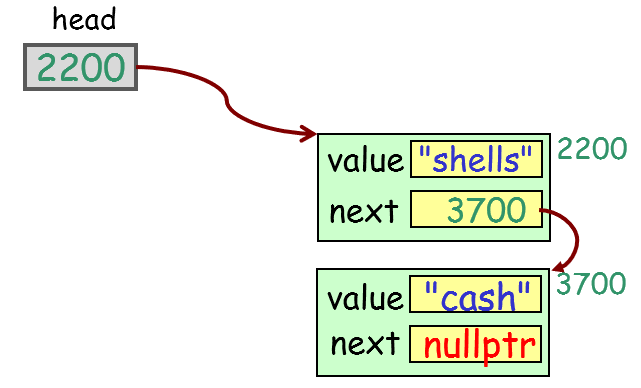 head
2200
value "shells" 2200
next 3700
value "cash" 3700
next nullptr